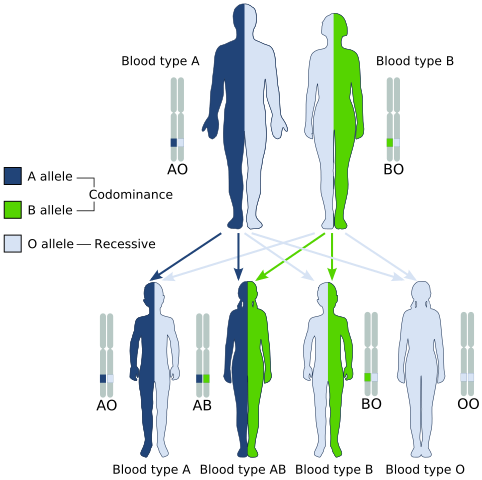 Blood type A
Blood type B
AO
BO
A allele
Codominance
B allele
O allele — Recessive
AO
AB
BO
OO
Blood type A
Blood type AB
Blood type B
Blood type O